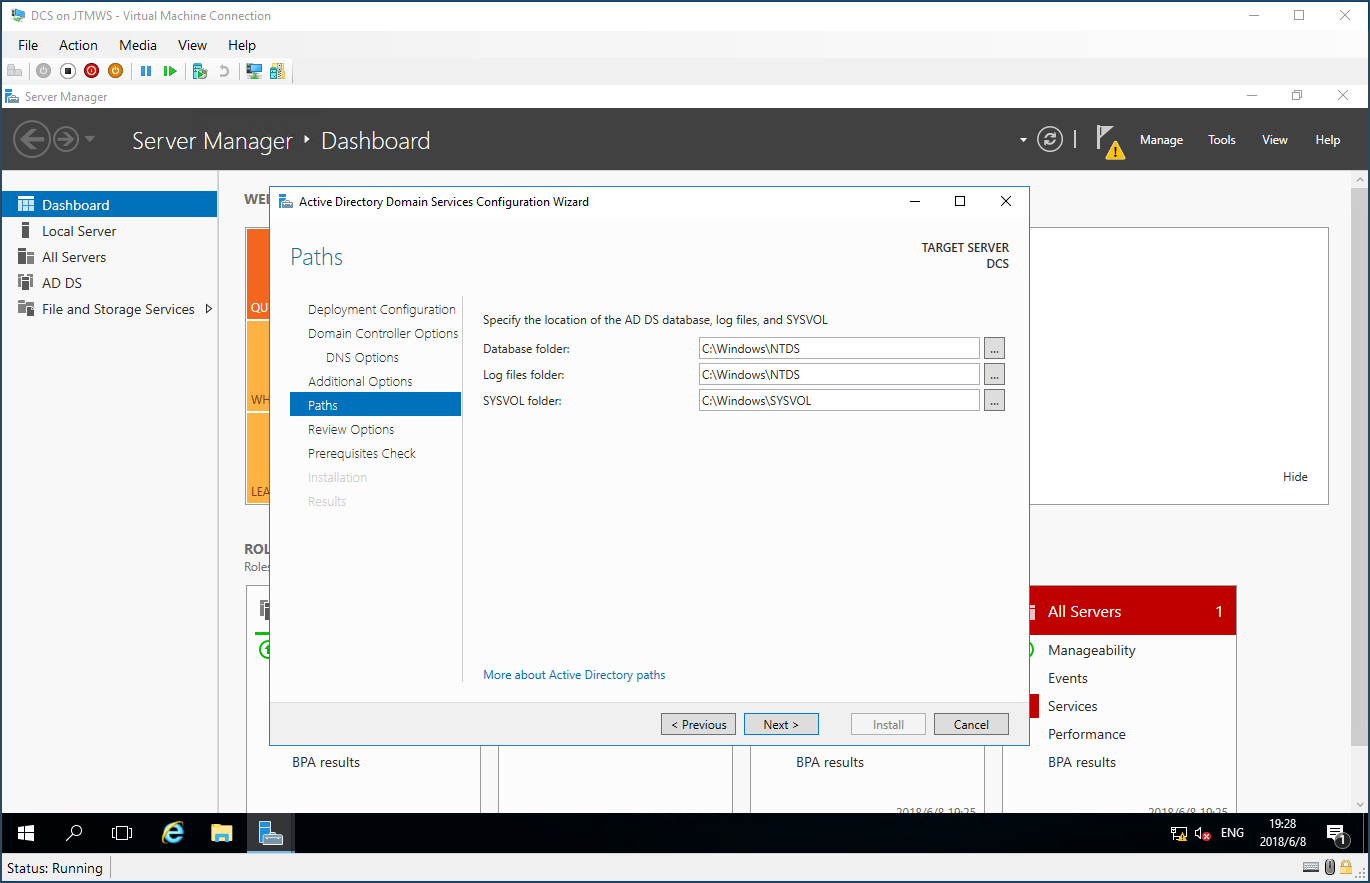 DCS on JTMWS - Virtual Machine Connection
File Action Media View Help
Server Manager
Server Manager ‣ Dashboard
Manage Tools View Help
Dashboard
Local Server
All Servers
AD DS
File and Storage Services
WEL
QU
WH
LEA
Hide
Active Directory Domain Services Configuration Wizard
Paths
TARGET SERVER
DCS
Deployment Configuration
Domain Controller Options
DNS Options
Additional Options
Paths
Review Options
Prerequisites Check
Installation
Results
Specify the location of the AD DS database, log files, and SYSVOL
Database folder: C:\Windows\NTDS ...
Log files folder: C:\Windows\NTDS ...
SYSVOL folder: C:\Windows\SYSVOL ...
More about Active Directory paths
< Previous Next > Install Cancel
ROL
Roles
All Servers 1
Manageability
Events
Services
Performance
BPA results
BPA results
BPA results
2018/6/8 19:25
2018/6/8 19:25
ENG
19:28
2018/6/8
1
Status: Running